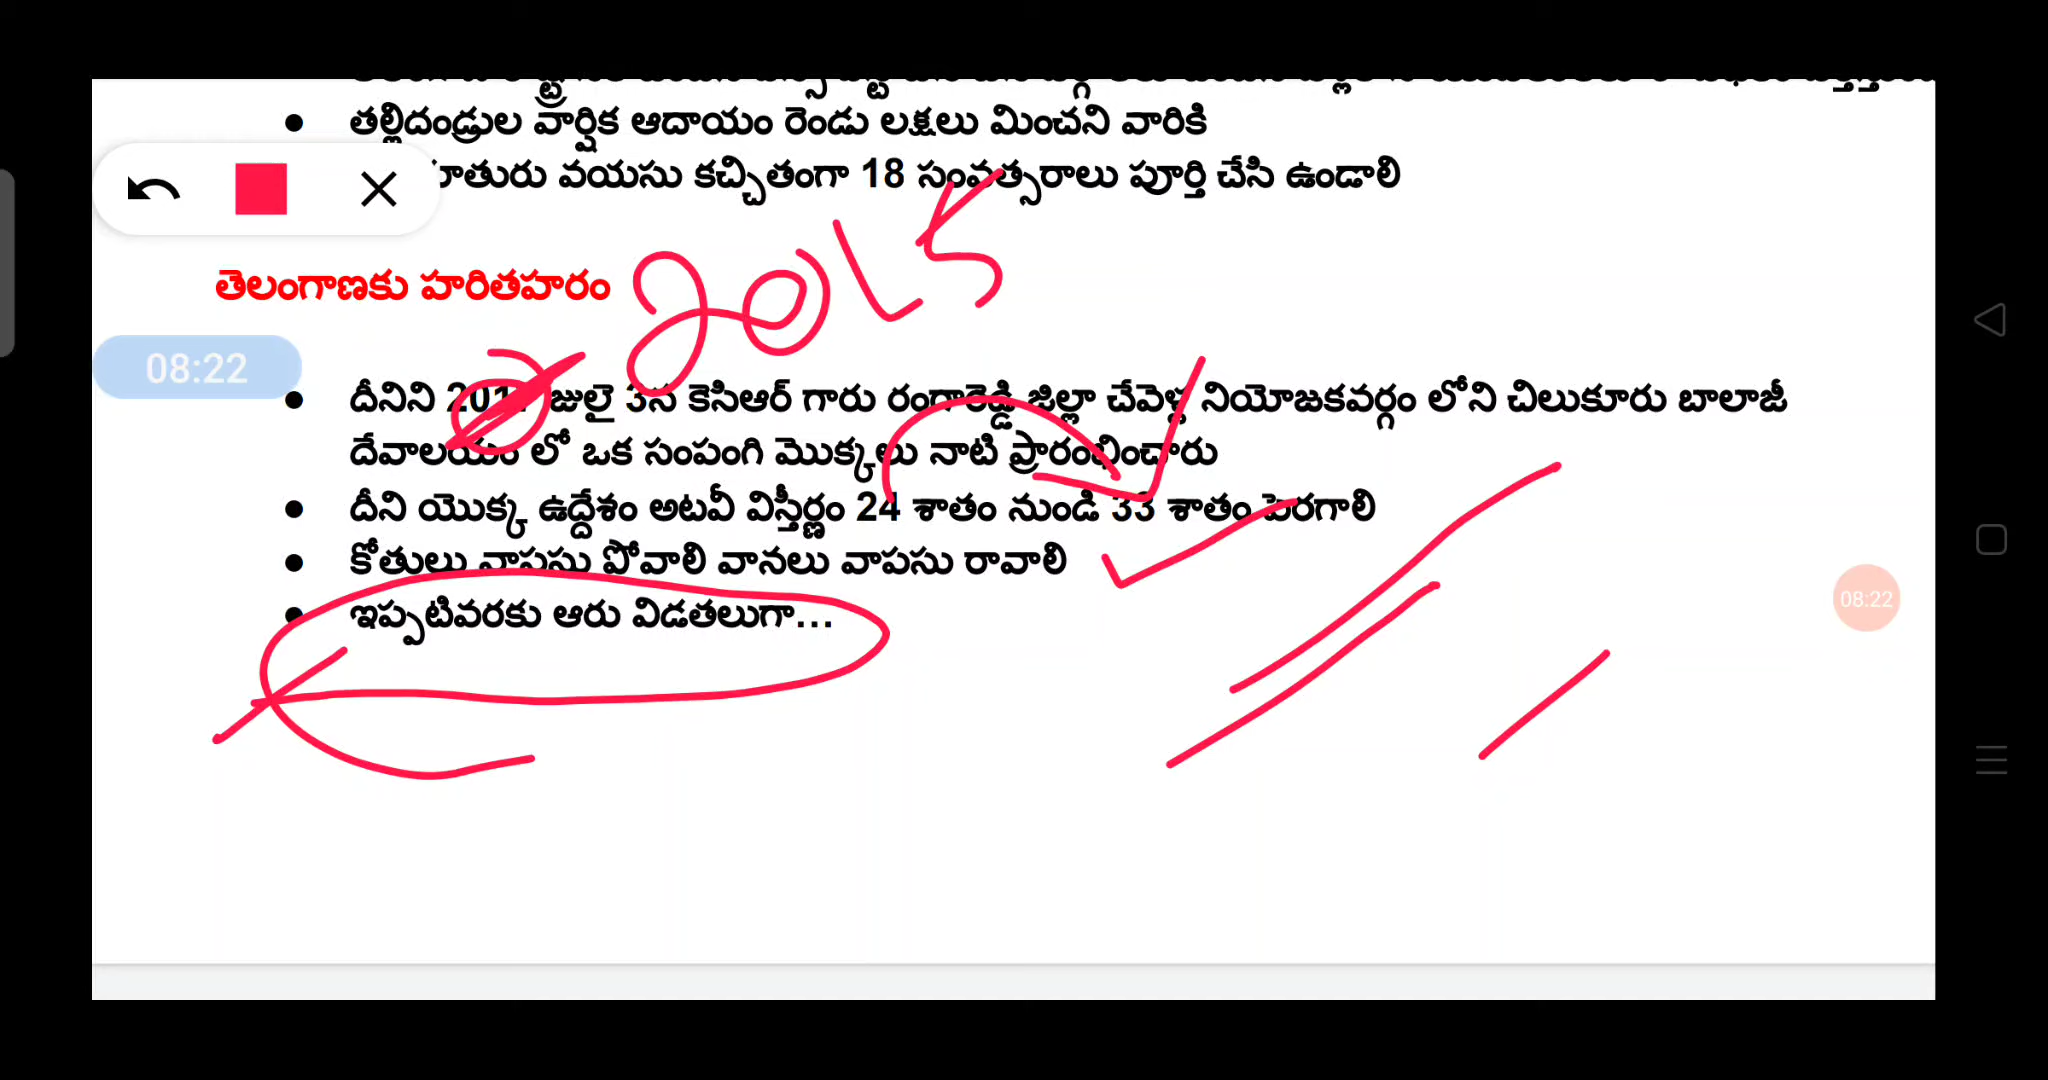 తల్లిదండ్రుల వార్షిక ఆదాయం రెండు లక్షలు మించని వారికి
వయసు కచ్చితంగా 18 సంవత్సరాలు పూర్తి చేసి ఉండాలి
తెలంగాణకు హరితహారం 2015
08:22
దీనిని జులై 3న కెసిఆర్ గారు రంగారెడ్డి జిల్లా చేవెళ్ల నియోజకవర్గం లోని చిలుకూరు బాలాజీ
దేవాలయం లో ఒక సంపంగి మొక్కలు నాటి ప్రారంభించారు
దీని యొక్క ఉద్దేశం అటవీ విస్తీర్ణం 24 శాతం నుండి 33 శాతం పెరగాలి
కోతులు వాపసు పోవాలి వానలు వాపసు రావాలి
08:22
ఇప్పటివరకు ఆరు విడతలుగా...